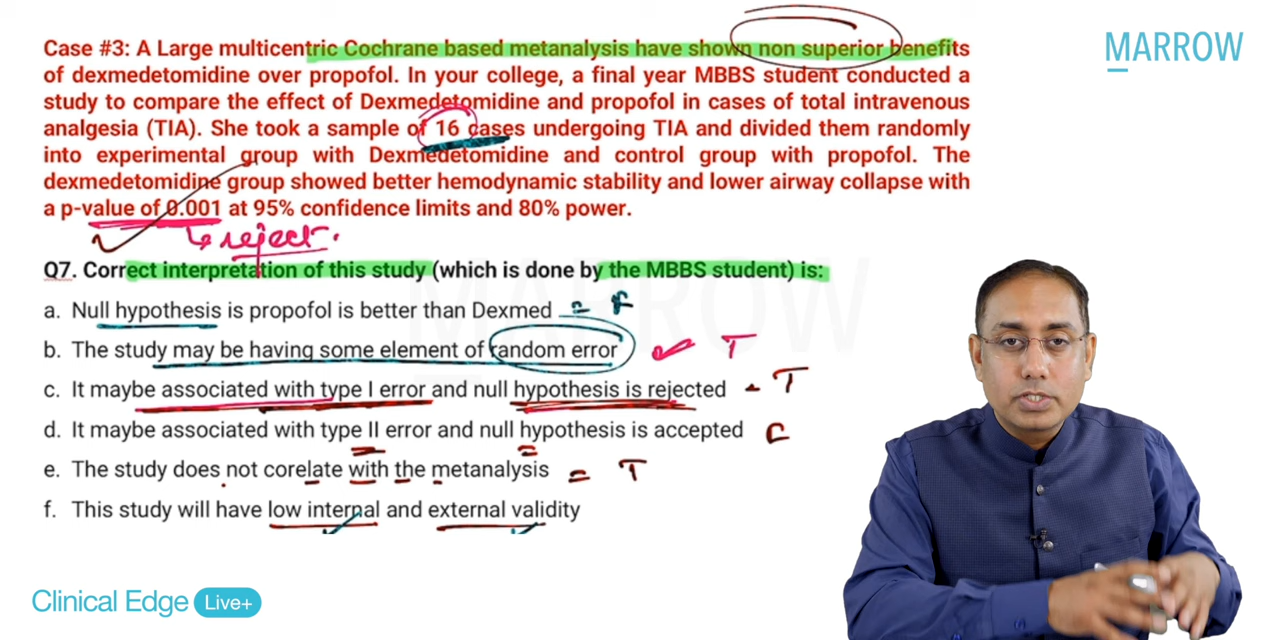 MARROW
Case #3: A Large multicentric Cochrane based metanalysis have shown non superior benefits
of dexmedetomidine over propofol. In your college, a final year MBBS student conducted a
study to compare the effect of Dexmedetomidine and propofol in cases of total intravenous
analgesia (TIA). She took a sample of 16 cases undergoing TIA and divided them randomly
into experimental group with Dexmedetomidine and control group with propofol. The
dexmedetomidine group showed better hemodynamic stability and lower airway collapse with
a p-value of 0.001 at 95% confidence limits and 80% power.
reject.
Q7. Correct interpretation of this study (which is done by the MBBS student) is:
a. Null hypothesis is propofol is better than Dexmed = F
b. The study may be having some element of random error T
c. It maybe associated with type I error and null hypothesis is rejected - T
d. It maybe associated with type II error and null hypothesis is accepted
e. The study does not corelate with the metanalysis = T
f. This study will have low internal and external validity
MARROW
Clinical Edge Live+